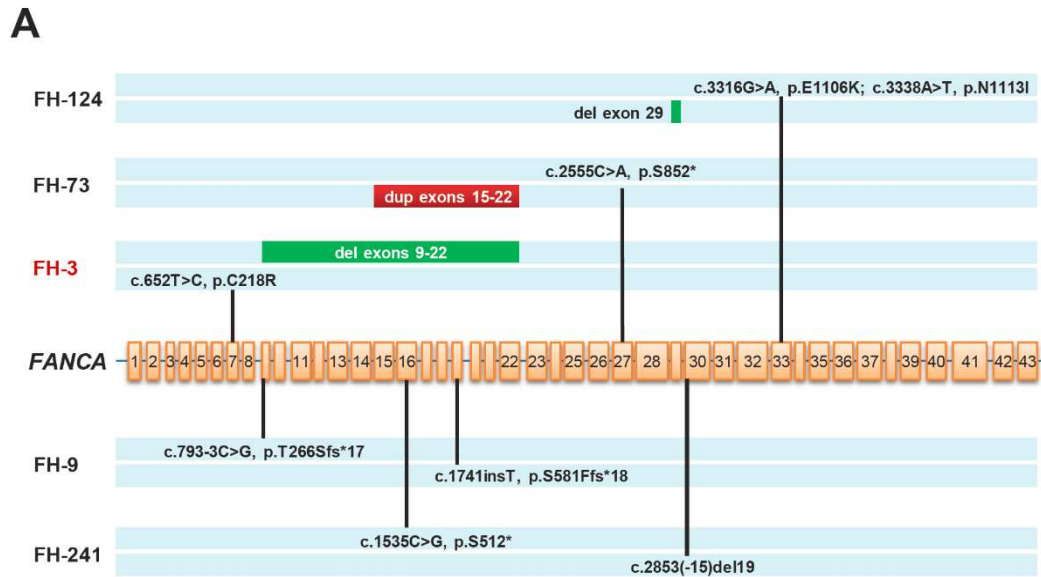 A
FH-124
c.3316G>A, p.E1106K; c.3338A>T, p.N1113I
del exon 29
FH-73
c.2555C>A, p.S852*
dup exons 15-22
FH-3
del exons 9-22
c.652T>C, p.C218R
FANCA
1 2 3 4 5 6 7 8 11 13 14 15 16 22 23 25 26 27 28 30 31 32 33 35 36 37 39 40 41 42 43
FH-9
c.793-3C>G, p.T266Sfs*17
c.1741insT, p.S581Ffs*18
FH-241
c.1535C>G, p.S512*
c.2853(-15)del19